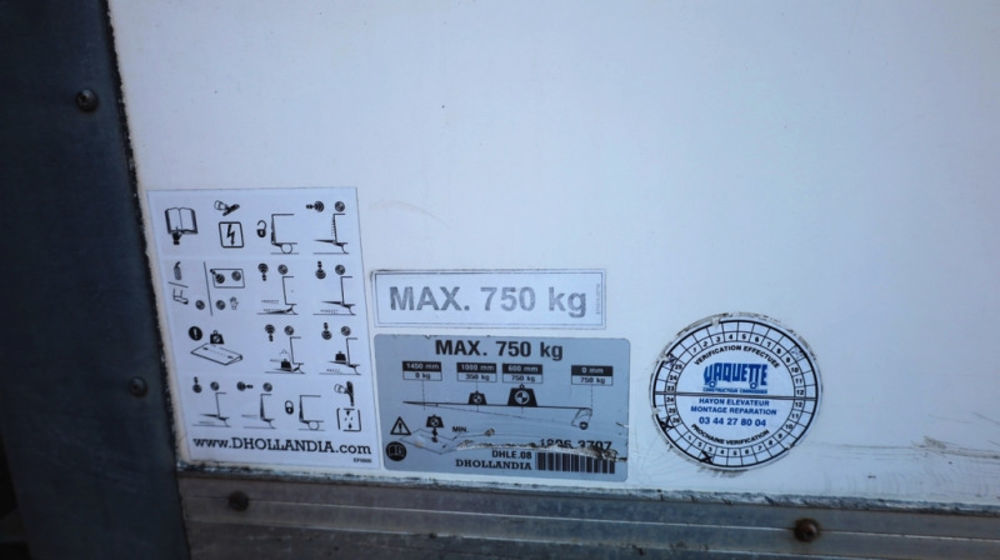 www.DHOLLANDIA.com
MAX. 750 kg
MAX. 750 kg
1450 mm 1000 mm 600 mm 0 mm
0 kg 350 kg 750 kg 750 kg
MIN.
DHLE.08
DHOLLANDIA
VERIFICATION EFFECTUEE
VAQUETTE
CONSTRUCTEUR CARROSSIER
HAYON ELEVATEUR
MONTAGE REPARATION
03 44 27 80 04
PROCHAINE VERIFICATION